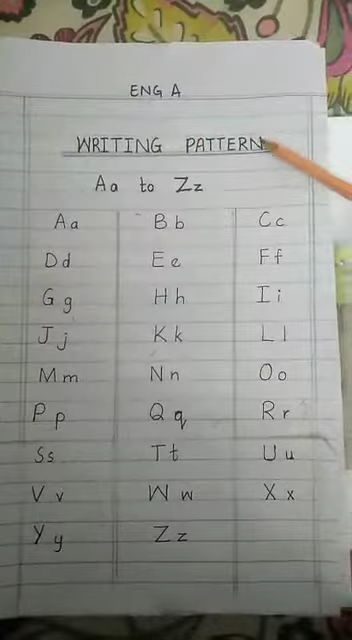 ENG A
WRITING PATTERN
Aa to Zz
Aa Bb Cc
Dd Ee Ff
Gg Hh Ii
Jj Kk Ll
Mm Nn Oo
Pp Qq Rr
Ss Tt Uu
Vv Ww Xx
Yy Zz